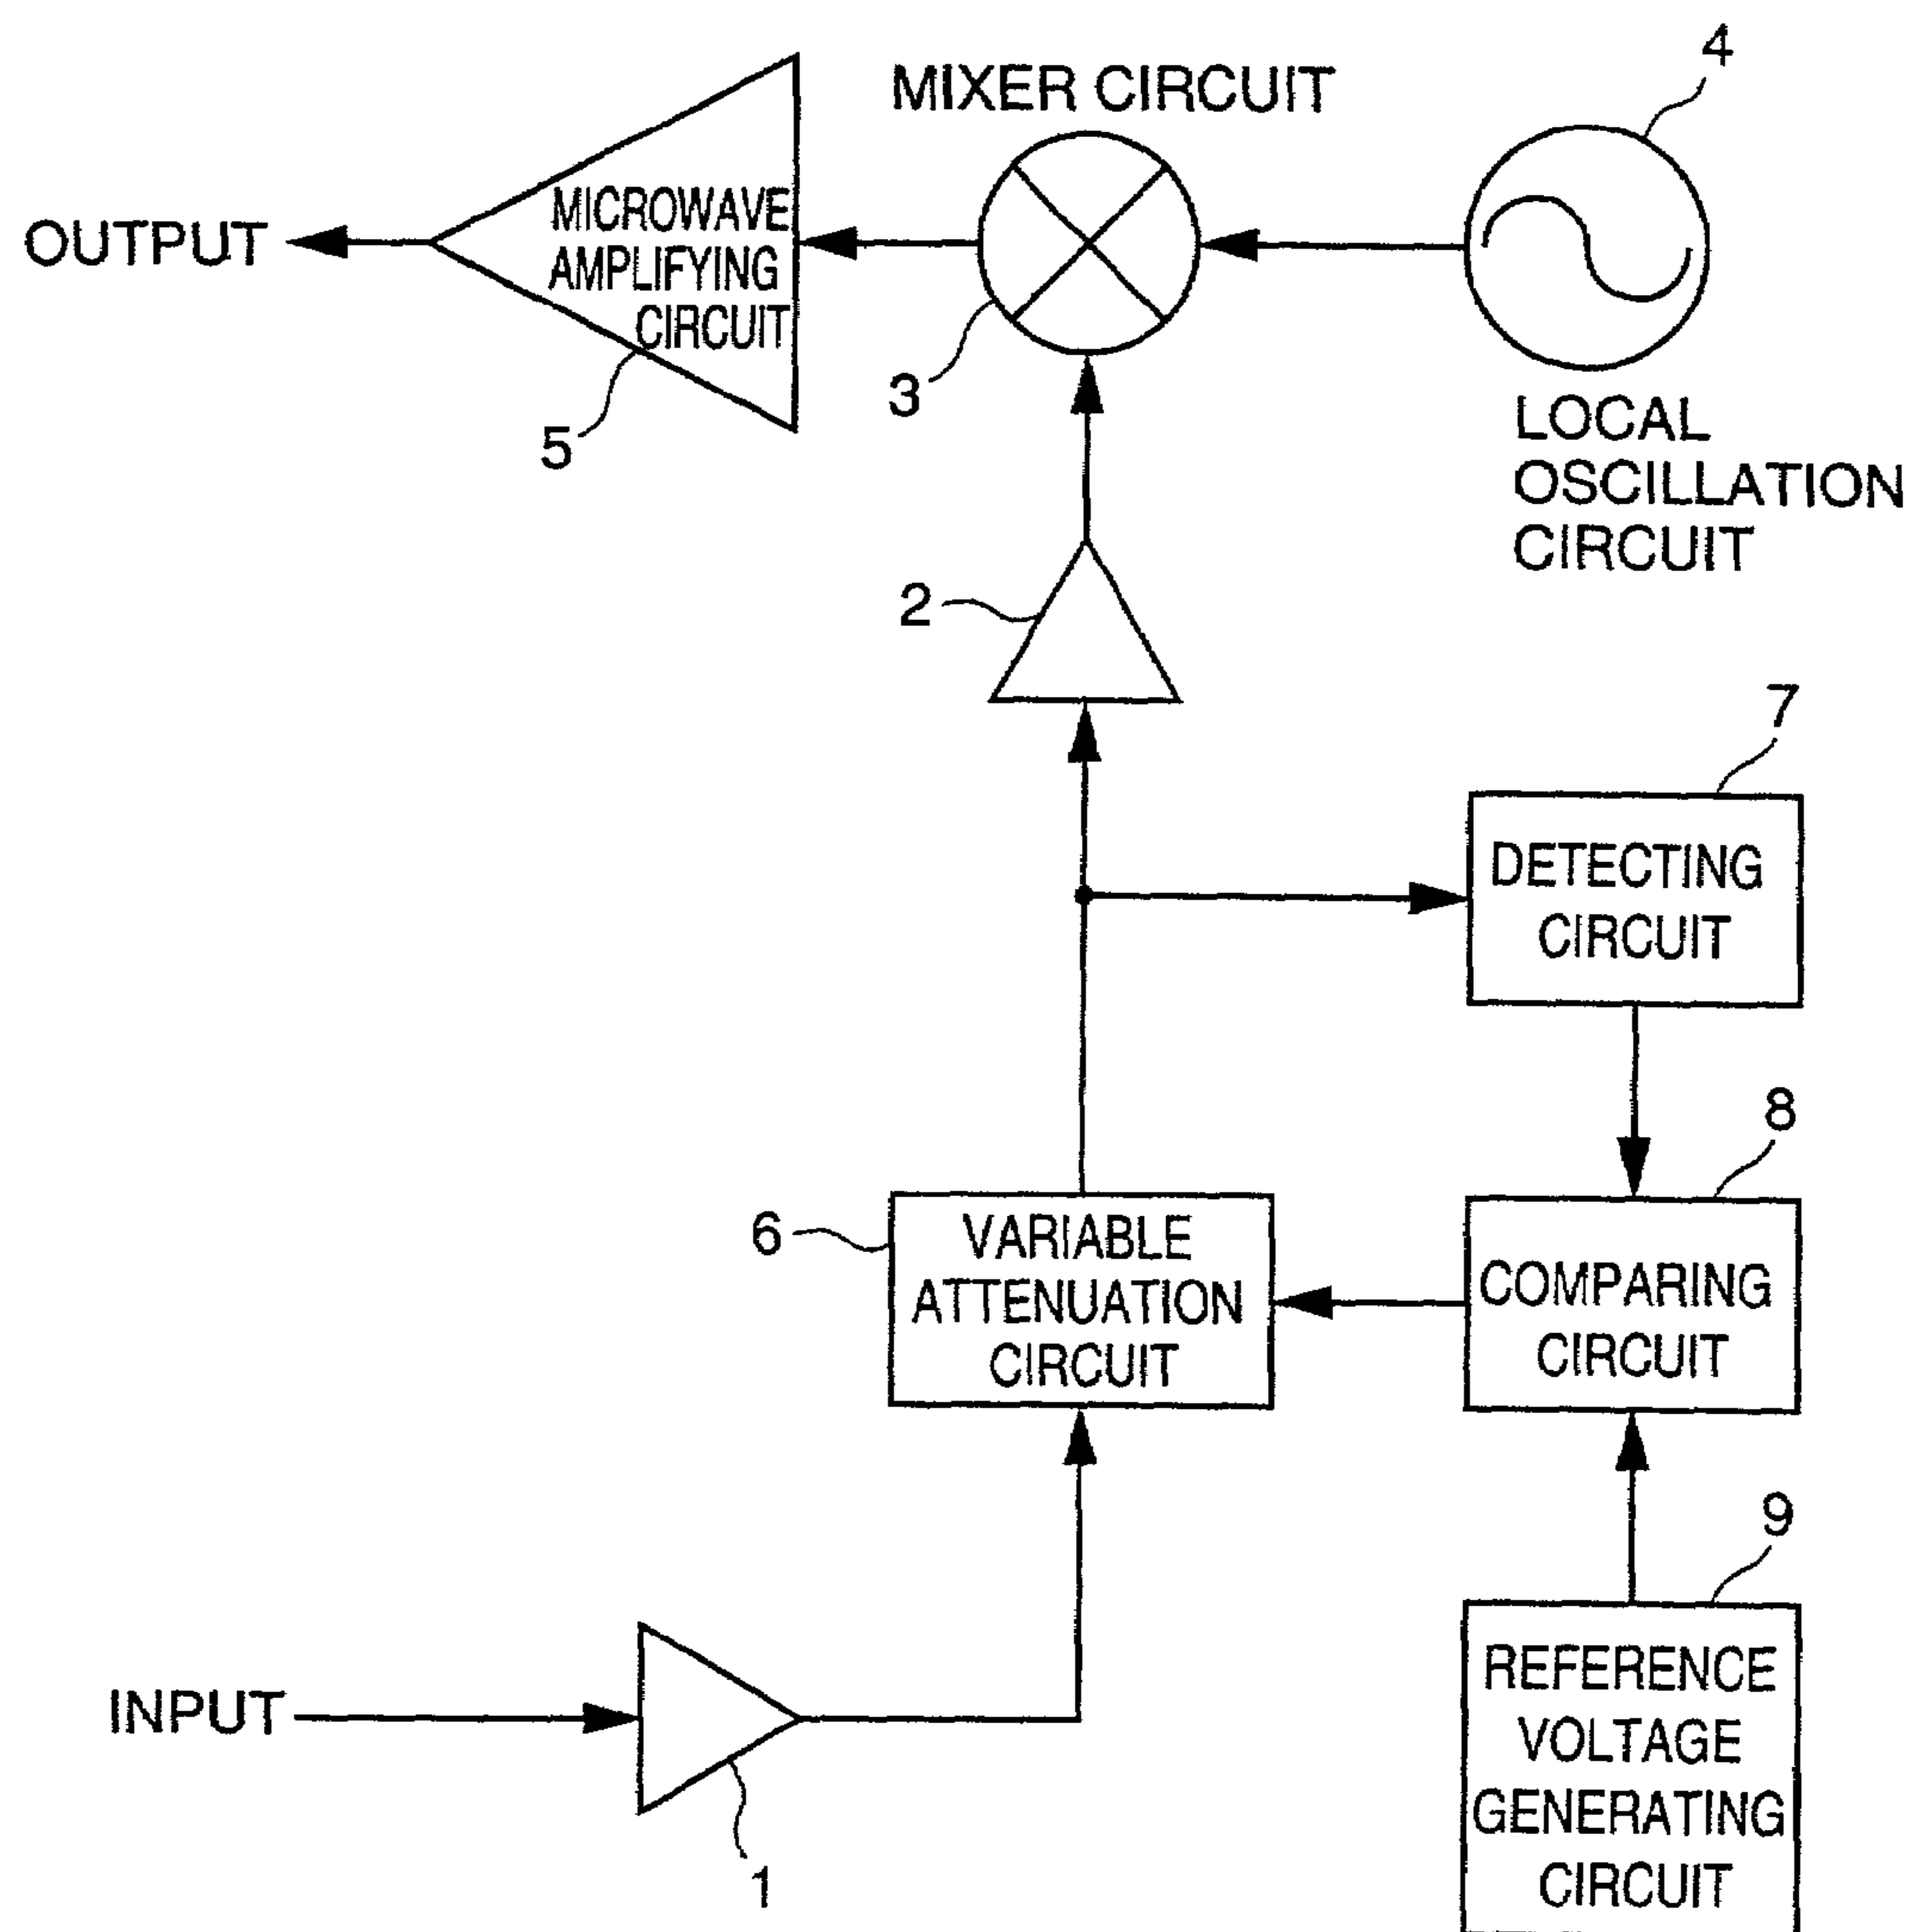 4
MIXER CIRCUIT
OUTPUT
MICROWAVE
AMPLIFYING
CIRCUIT
3
5
LOCAL
OSCILLATION
CIRCUIT
2
7
DETECTING
CIRCUIT
8
6
VARIABLE
ATTENUATION
CIRCUIT
COMPARING
CIRCUIT
9
INPUT
REFERENCE
VOLTAGE
GENERATING
CIRCUIT
1